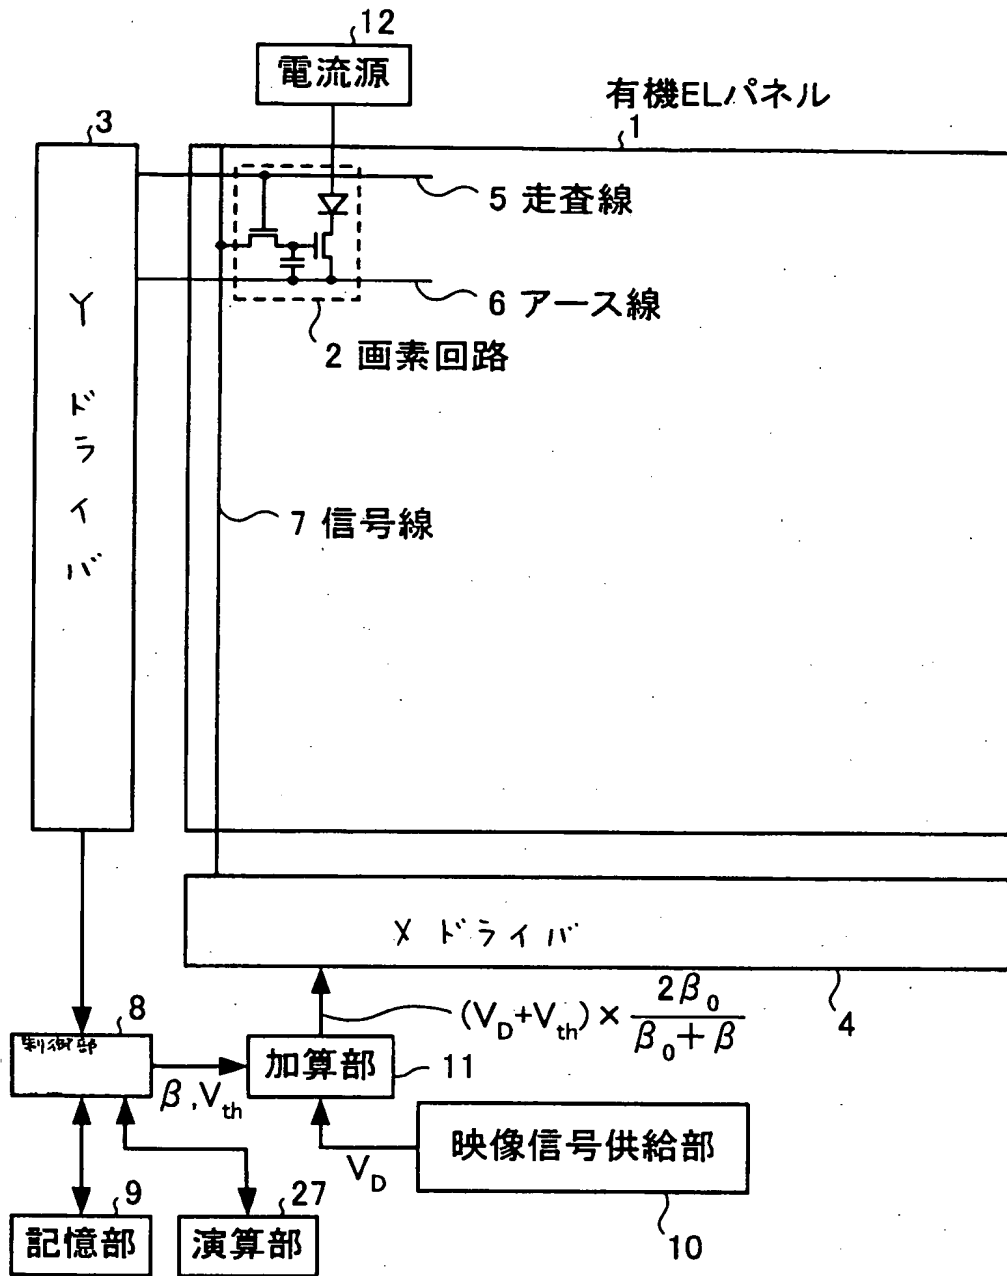 12
電流源
有機ELパネル
1
3
5 走査線
6 アース線
2 画素回路
Yドライバ
7 信号線
Xドライバ
4
(V_D+V_th)×2β_0/(β_0+β)
8
制御部
β,V_th
加算部
11
V_D
映像信号供給部
10
9
記憶部
27
演算部